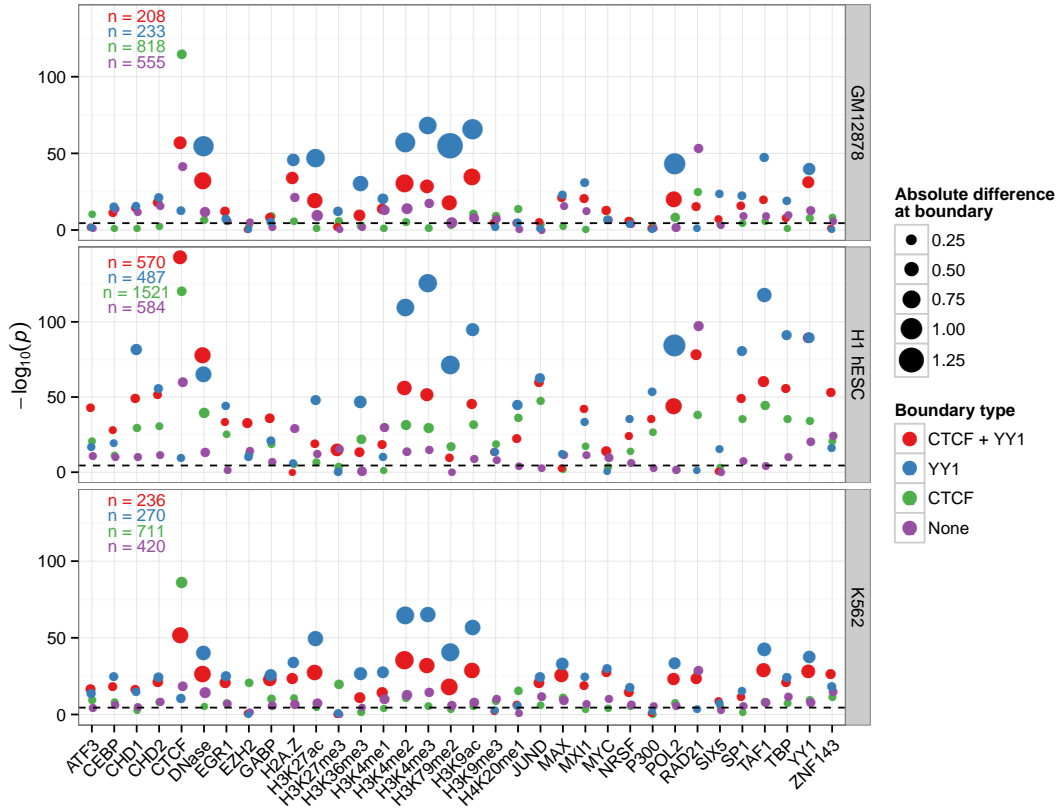 n = 208
n = 233
n = 818
n = 555
100
50
0
GM12878
n = 570
n = 487
n = 1521
n = 584
100
50
0
H1 hESC
n = 236
n = 270
n = 711
n = 420
100
50
0
K562
− log10(p)
ATF3
CEBP
CHD1
CHD2
CTCF
DNase
EGR1
EZH2
GABP
H2A.Z
H3K27ac
H3K27me3
H3K36me3
H3K4me1
H3K4me2
H3K4me3
H3K79me2
H3K9ac
H3K9me3
H4K20me1
JUND
MAX
MXI1
MYC
NRSF
P300
POL2
RAD21
SIX5
SP1
TAF1
TBP
YY1
ZNF143
Absolute difference
at boundary
0.25
0.50
0.75
1.00
1.25
Boundary type
CTCF + YY1
YY1
CTCF
None